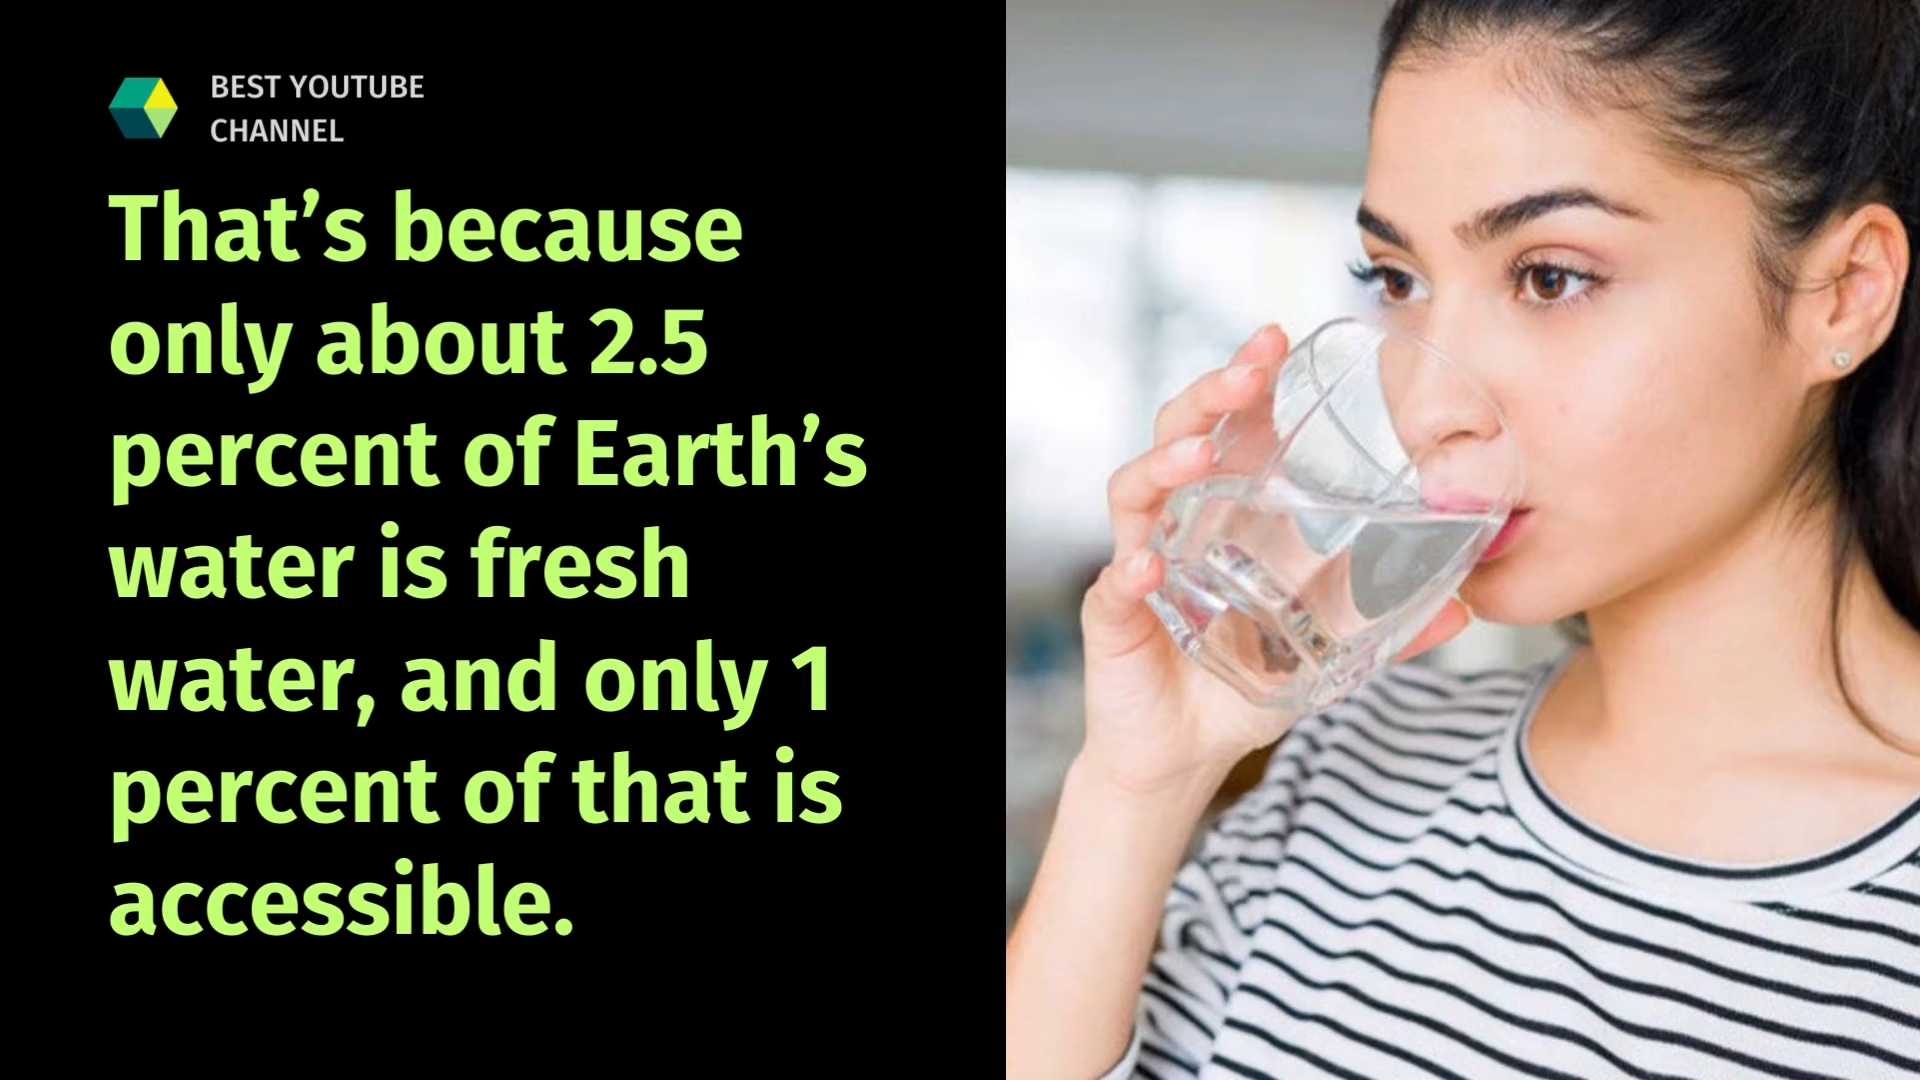 BEST YOUTUBE
CHANNEL
That’s because
only about 2.5
percent of Earth’s
water is fresh
water, and only 1
percent of that is
accessible.